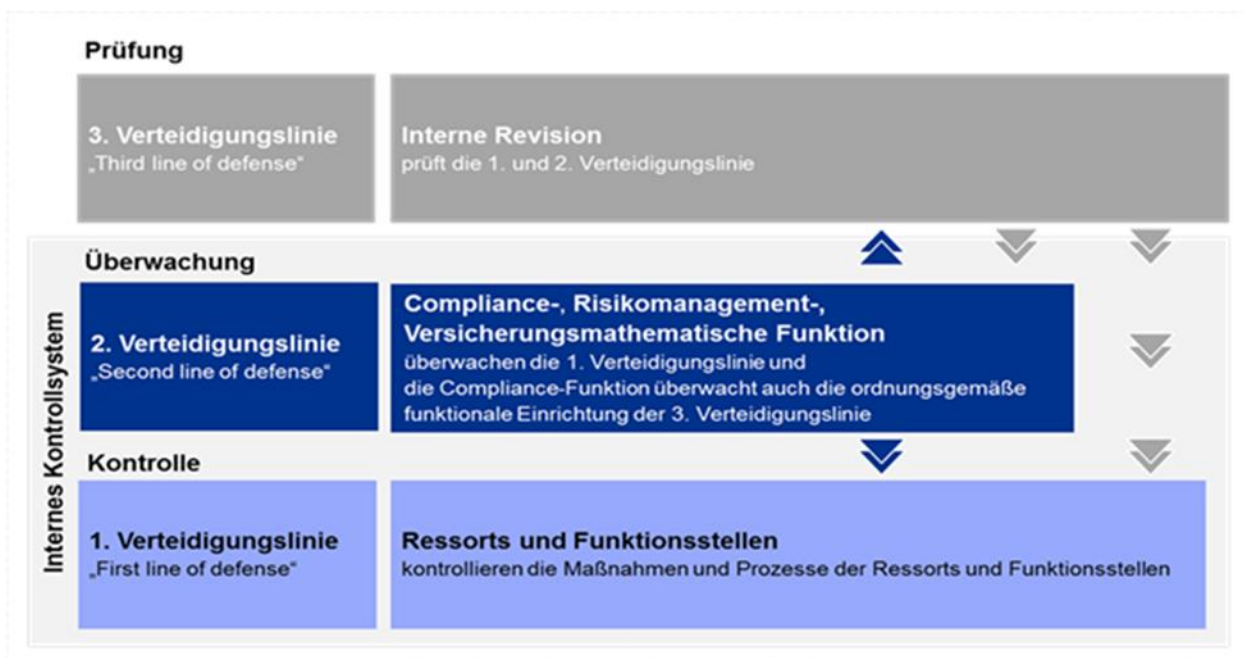 Prüfung
3. Verteidigungslinie
„Third line of defense“
Interne Revision
prüft die 1. und 2. Verteidigungslinie
Internes Kontrollsystem
Überwachung
2. Verteidigungslinie
„Second line of defense“
Compliance-, Risikomanagement-,
Versicherungsmathematische Funktion
überwachen die 1. Verteidigungslinie und
die Compliance-Funktion überwacht auch die ordnungsgemäße
funktionale Einrichtung der 3. Verteidigungslinie
Kontrolle
1. Verteidigungslinie
„First line of defense“
Ressorts und Funktionsstellen
kontrollieren die Maßnahmen und Prozesse der Ressorts und Funktionsstellen